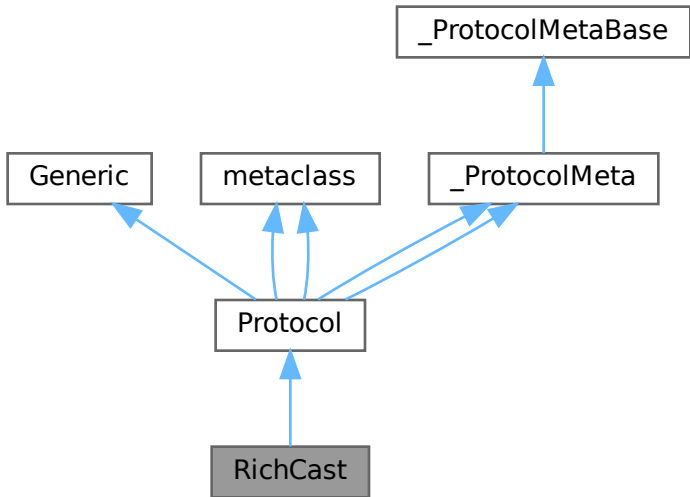 _ProtocolMetaBase
Generic
metaclass
_ProtocolMeta
Protocol
RichCast